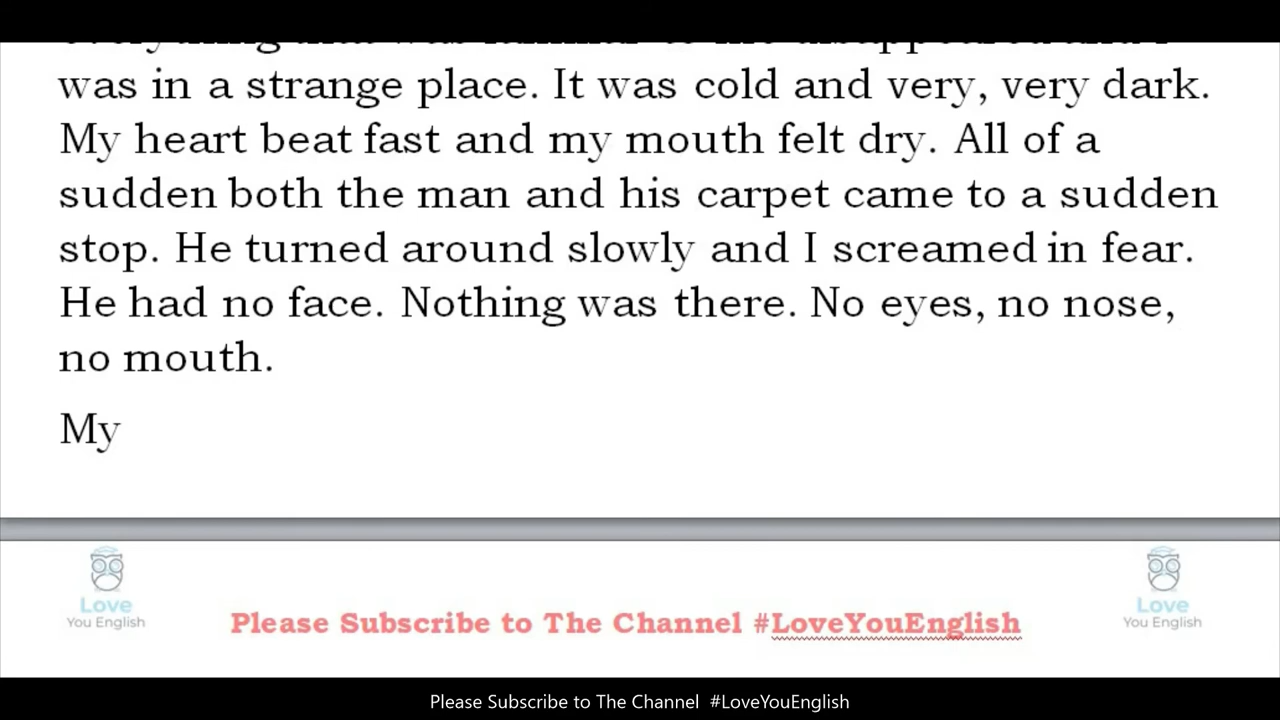 was in a strange place. It was cold and very, very dark.
My heart beat fast and my mouth felt dry. All of a
sudden both the man and his carpet came to a sudden
stop. He turned around slowly and I screamed in fear.
He had no face. Nothing was there. No eyes, no nose,
no mouth.
My
Love
You English
Please Subscribe to The Channel #LoveYouEnglish
Love
You English
Please Subscribe to The Channel #LoveYouEnglish